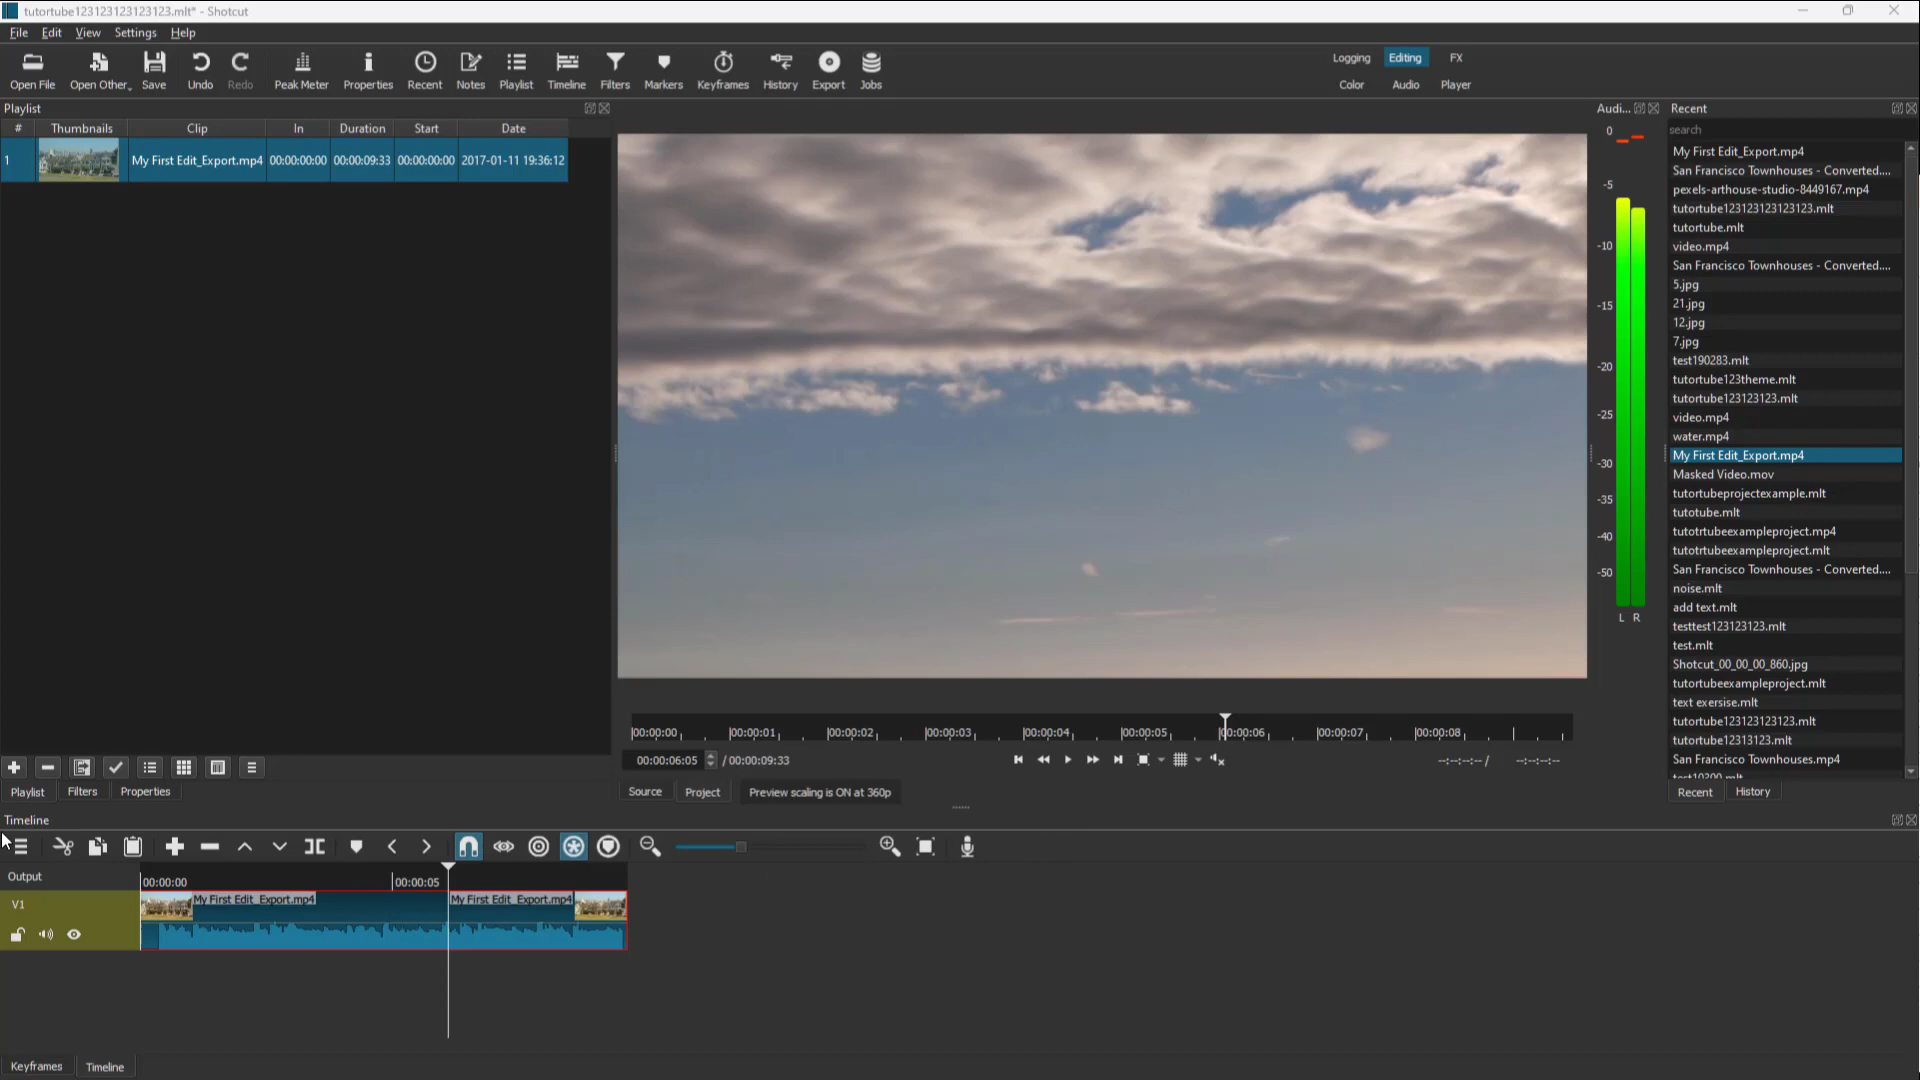 tutortube123123123123123.mlt* - Shotcut
File Edit View Settings Help
Open File Open Other... Save Undo Redo Peak Meter Properties Recent Notes Playlist Timeline Filters Markers Keyframes History Export Jobs
Logging Editing FX
Color Audio Player
Playlist
# Thumbnails Clip In Duration Start Date
1 My First Edit_Export.mp4 00:00:00:00 00:00:09:33 00:00:00:00 2017-01-11 19:36:12
Audi...
0
-5
-10
-15
-20
-25
-30
-35
-40
-50
L R
Recent
search
My First Edit_Export.mp4
San Francisco Townhouses - Converted....
pexels-arthouse-studio-8449167.mp4
tutortube123123123123123.mlt
tutortube.mlt
video.mp4
San Francisco Townhouses - Converted....
5.jpg
21.jpg
12.jpg
7.jpg
test190283.mlt
tutortube123theme.mlt
tutortube123123123.mlt
video.mp4
water.mp4
My First Edit_Export.mp4
Masked Video.mov
tutortubeprojectexample.mlt
tutotube.mlt
tutotrtubeexampleproject.mp4
tutotrtubeexampleproject.mlt
San Francisco Townhouses - Converted....
noise.mlt
add text.mlt
testtest123123123.mlt
test.mlt
Shotcut_00_00_00_860.jpg
tutortubeexampleproject.mlt
text exersise.mlt
tutortube123123123123.mlt
tutortube12313123.mlt
San Francisco Townhouses.mp4
test10300.mlt
Recent History
00:00:00 00:00:01 00:00:02 00:00:03 00:00:04 00:00:05 00:00:06 00:00:07 00:00:08
00:00:06:05 / 00:00:09:33 --:--:--:-- / --:--:--:--
Source Project Preview scaling is ON at 360p
Playlist Filters Properties
Timeline
Output
00:00:00 00:00:05
V1
My First Edit_Export.mp4 My First Edit_Export.mp4
Keyframes Timeline